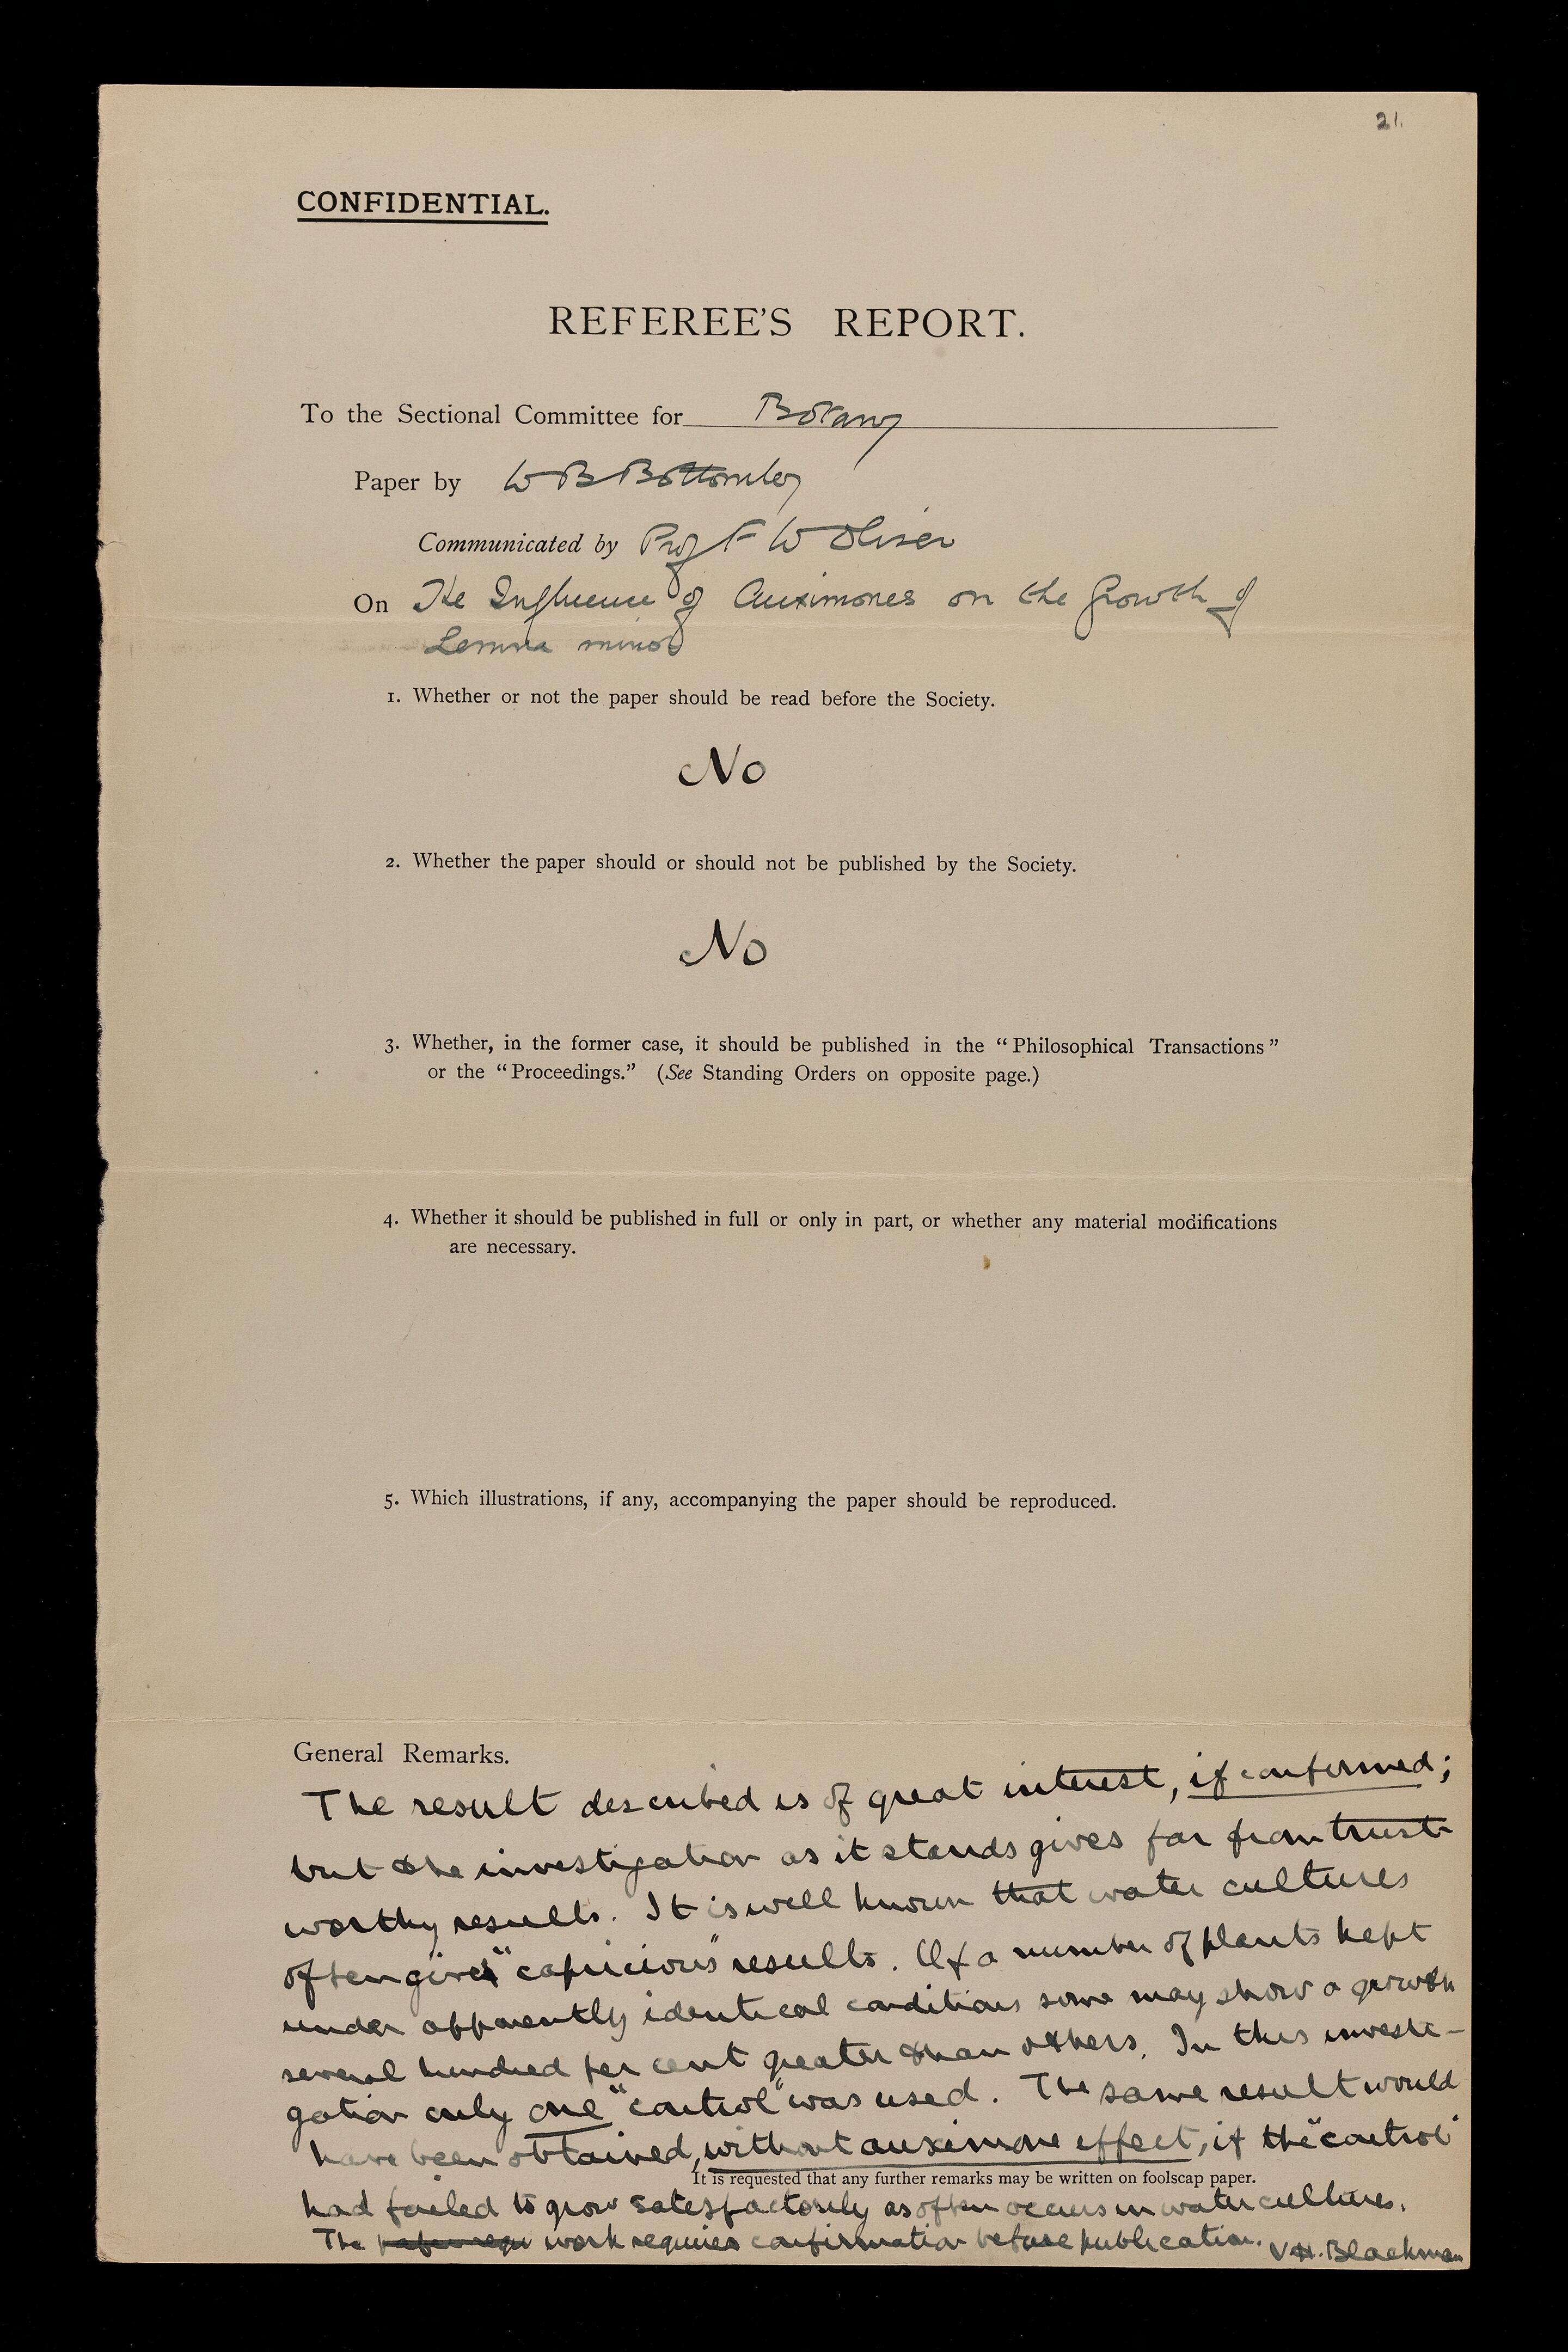 21.
CONFIDENTIAL.
REFEREE'S REPORT.
To the Sectional Committee for Botany
Paper by W B Bottomley
Communicated by Prof F W Oliver
On The Influence of Auximones on the Growth of
Lemna minor
1. Whether or not the paper should be read before the Society.
No
2. Whether the paper should or should not be published by the Society.
No
3. Whether, in the former case, it should be published in the “Philosophical Transactions”
or the “Proceedings.” (See Standing Orders on opposite page.)
4. Whether it should be published in full or only in part, or whether any material modifications
are necessary.
5. Which illustrations, if any, accompanying the paper should be reproduced.
General Remarks.
The result described is of great interest, if confirmed;
but the investigation as it stands gives far from trust-
worthy results. It is well known that water cultures
often give "capricious" results. Of a number of plants kept
under apparently identical conditions some may show a growth
several hundred per cent greater than others. In this investi-
gation only one "control" was used. The same result would
have been obtained, without auximone effect, if the "control"
It is requested that any further remarks may be written on foolscap paper.
had failed to grow satisfactorily as often occurs in water cultures.
The paper requ work requires confirmation before publication. V.H. Blackman